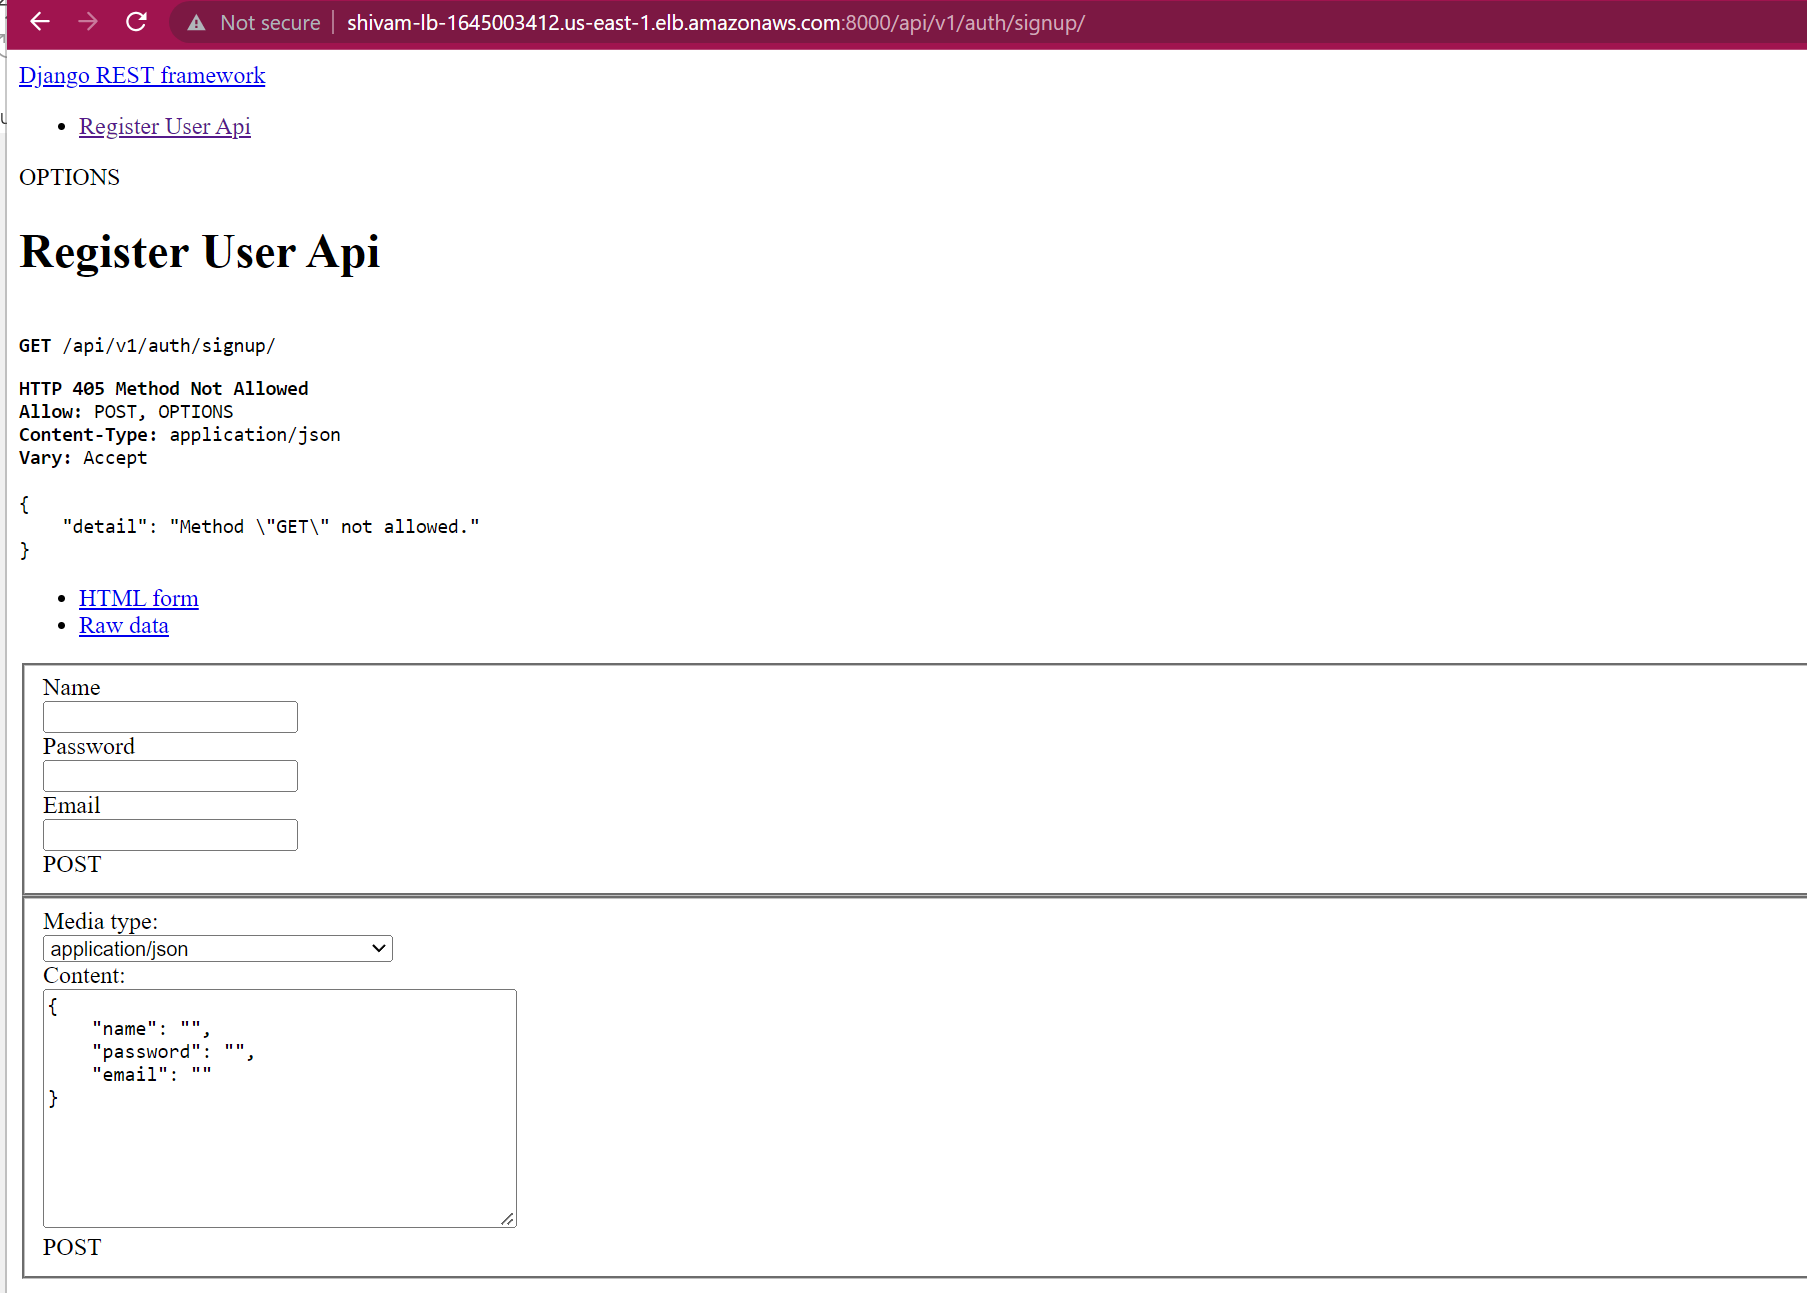 Not secure | shivam-lb-1645003412.us-east-1.elb.amazonaws.com:8000/api/v1/auth/signup/
Django REST framework
Register User Api
OPTIONS
Register User Api
GET /api/v1/auth/signup/
HTTP 405 Method Not Allowed
Allow: POST, OPTIONS
Content-Type: application/json
Vary: Accept
{
    "detail": "Method \"GET\" not allowed."
}
HTML form
Raw data
Name
Password
Email
POST
Media type:
application/json
Content:
{
    "name": "",
    "password": "",
    "email": ""
}
POST